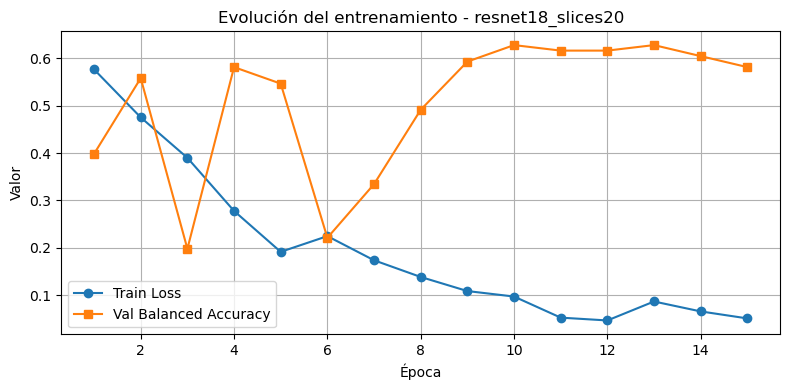 Evolución del entrenamiento - resnet18_slices20
Valor
0.6
0.5
0.4
0.3
0.2
0.1
Train Loss
Val Balanced Accuracy
2 4 6 8 10 12 14
Época